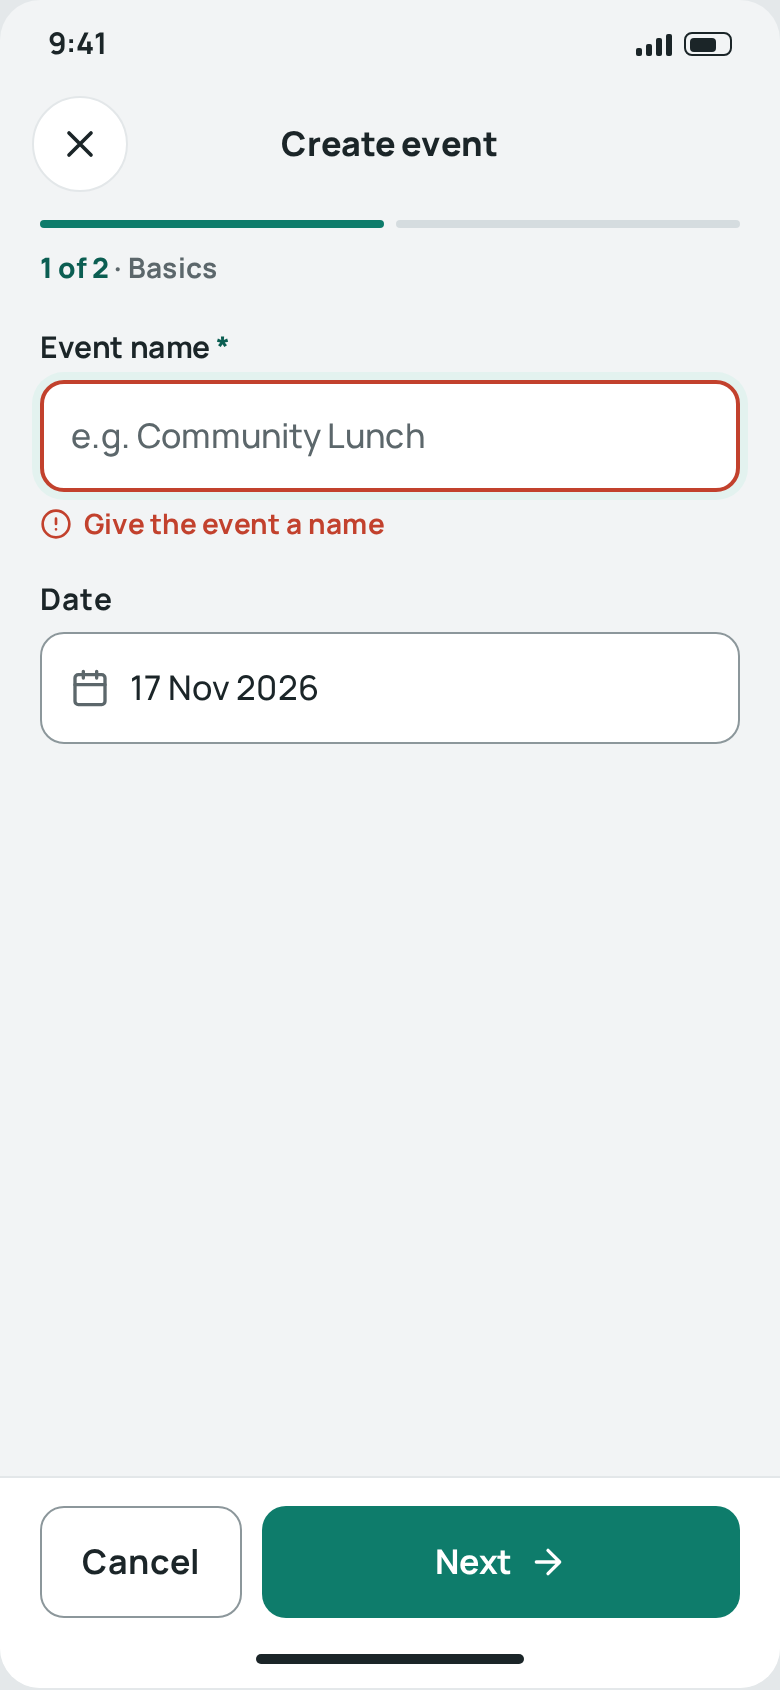 9:41
Create event
1 of 2 · Basics
Event name *
e.g. Community Lunch
Give the event a name
Date
17 Nov 2026
Cancel
Next